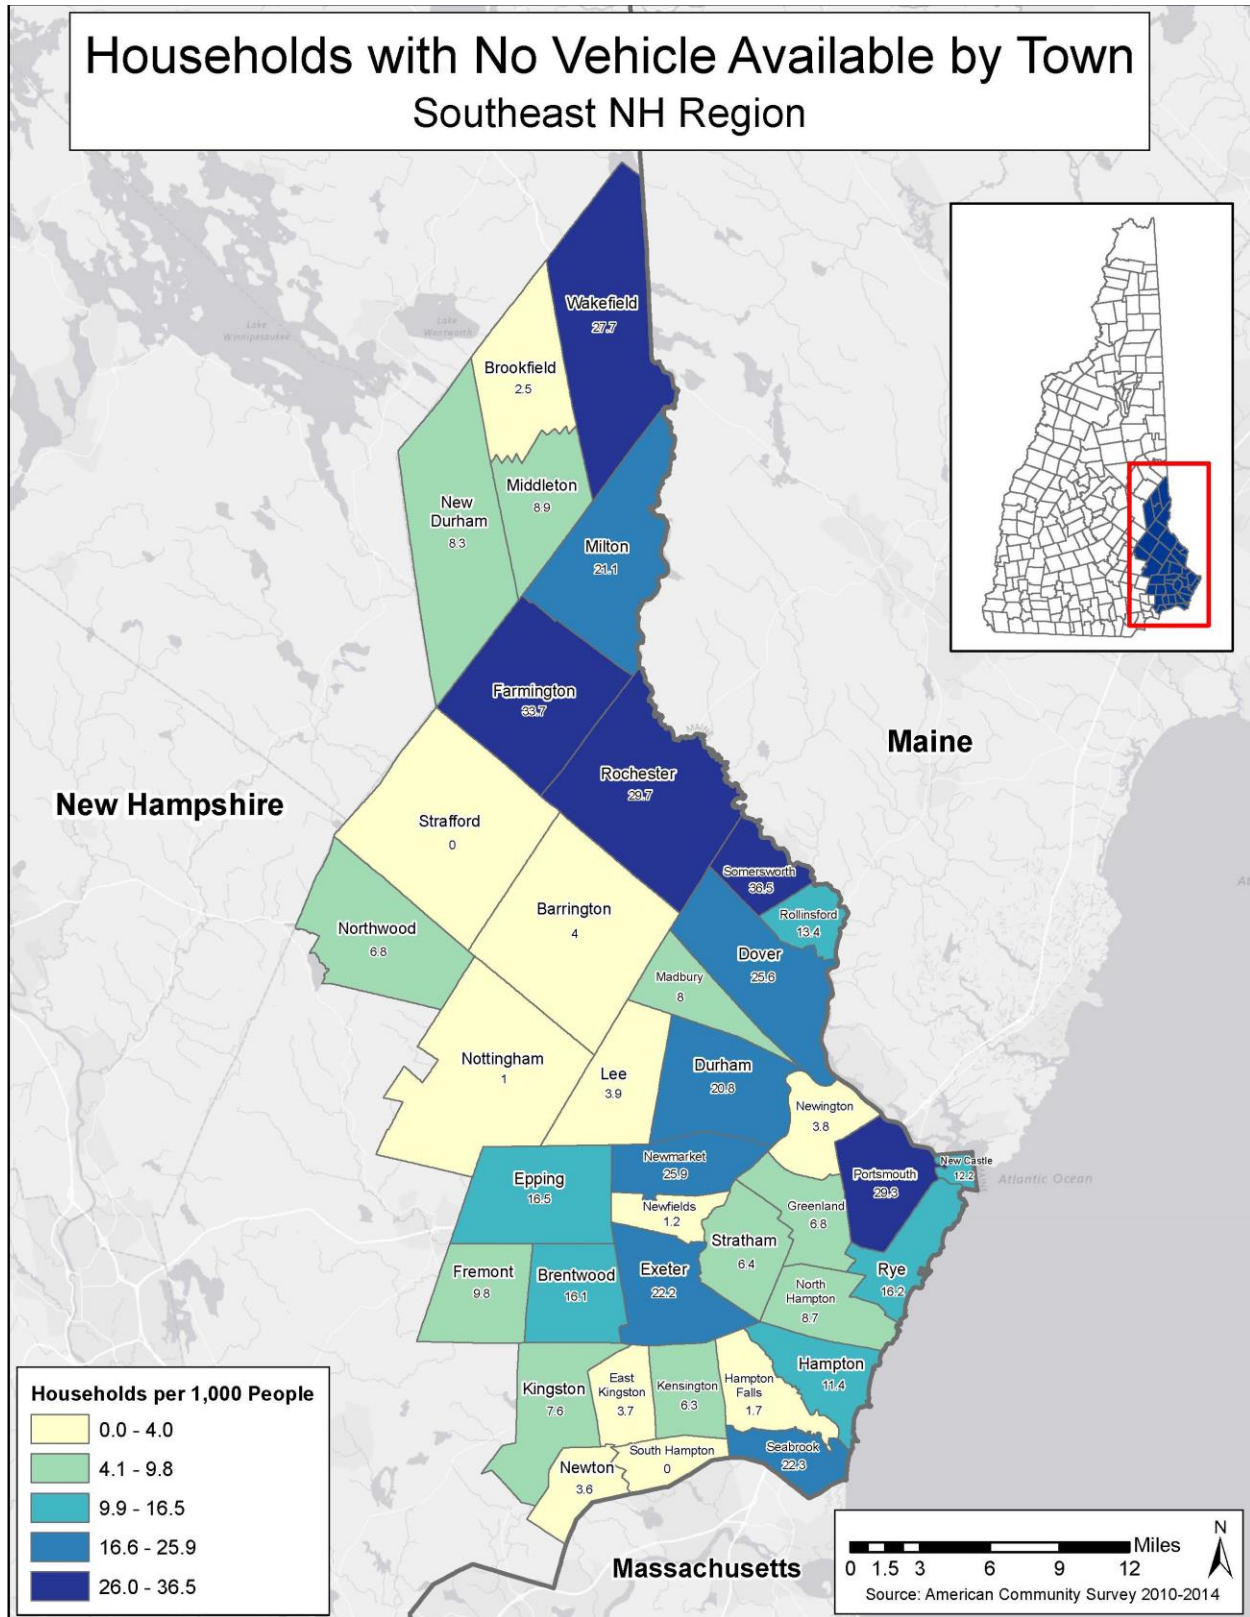 Households with No Vehicle Available by Town
Southeast NH Region
Wakefield
27.7
Lake
Winnipesaukee
Lake
Wentworth
Brookfield
2.5
Middleton
8.9
New
Durham
8.3
Milton
21.1
Farmington
33.7
MAINE
Maine
Rochester
29.7
New Hampshire
Strafford
0
Somersworth
36.5
Barrington
4
Rollinsford
13.4
Northwood
6.8
Dover
25.6
Madbury
8
Nottingham
1
Lee
3.9
Durham
20.8
Newington
3.8
Newmarket
25.9
New Castle
12.2
Portsmouth
29.3
Atlantic Ocean
Epping
16.5
Newfields
1.2
Greenland
6.8
Stratham
6.4
Fremont
9.8
Brentwood
16.1
Exeter
22.2
Rye
16.2
North
Hampton
8.7
Hampton
11.4
Kingston
7.6
East
Kingston
3.7
Kensington
6.3
Hampton
Falls
1.7
Seabrook
22.3
South Hampton
0
Newton
3.6
Massachusetts
Households per 1,000 People
0.0 - 4.0
4.1 - 9.8
9.9 - 16.5
16.6 - 25.9
26.0 - 36.5
N
Miles
0 1.5 3 6 9 12
Source: American Community Survey 2010-2014